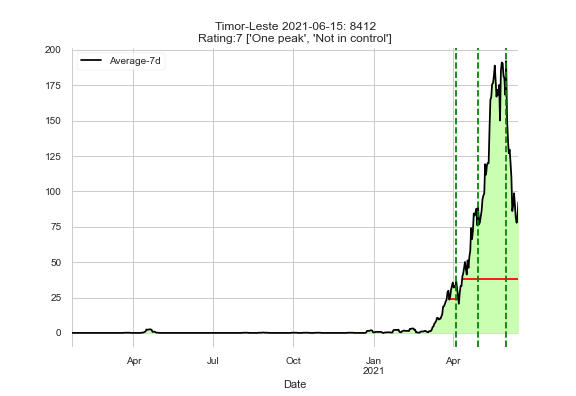 Timor-Leste 2021-06-15: 8412
Rating:7 ['One peak', 'Not in control']
Average-7d
200
175
150
125
100
75
50
25
0
Apr Jul Oct Jan Apr
2021
Date